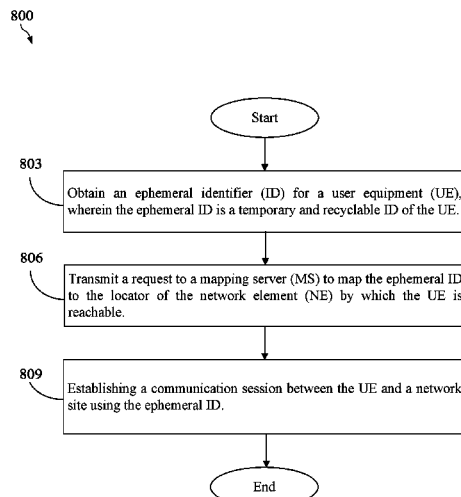 800
Start
803
Obtain an ephemeral identifier (ID) for a user equipment (UE),
wherein the ephemeral ID is a temporary and recyclable ID of the UE.
806
Transmit a request to a mapping server (MS) to map the ephemeral ID
to the locator of the network element (NE) by which the UE is
reachable.
809
Establishing a communication session between the UE and a network
site using the ephemeral ID.
End